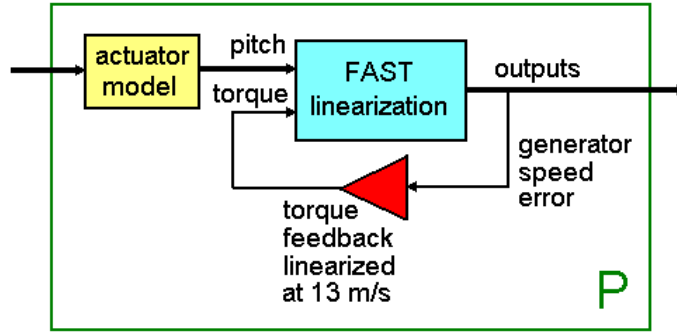 actuator
model
pitch
torque
FAST
linearization
outputs
generator
speed
error
torque
feedback
linearized
at 13 m/s
P